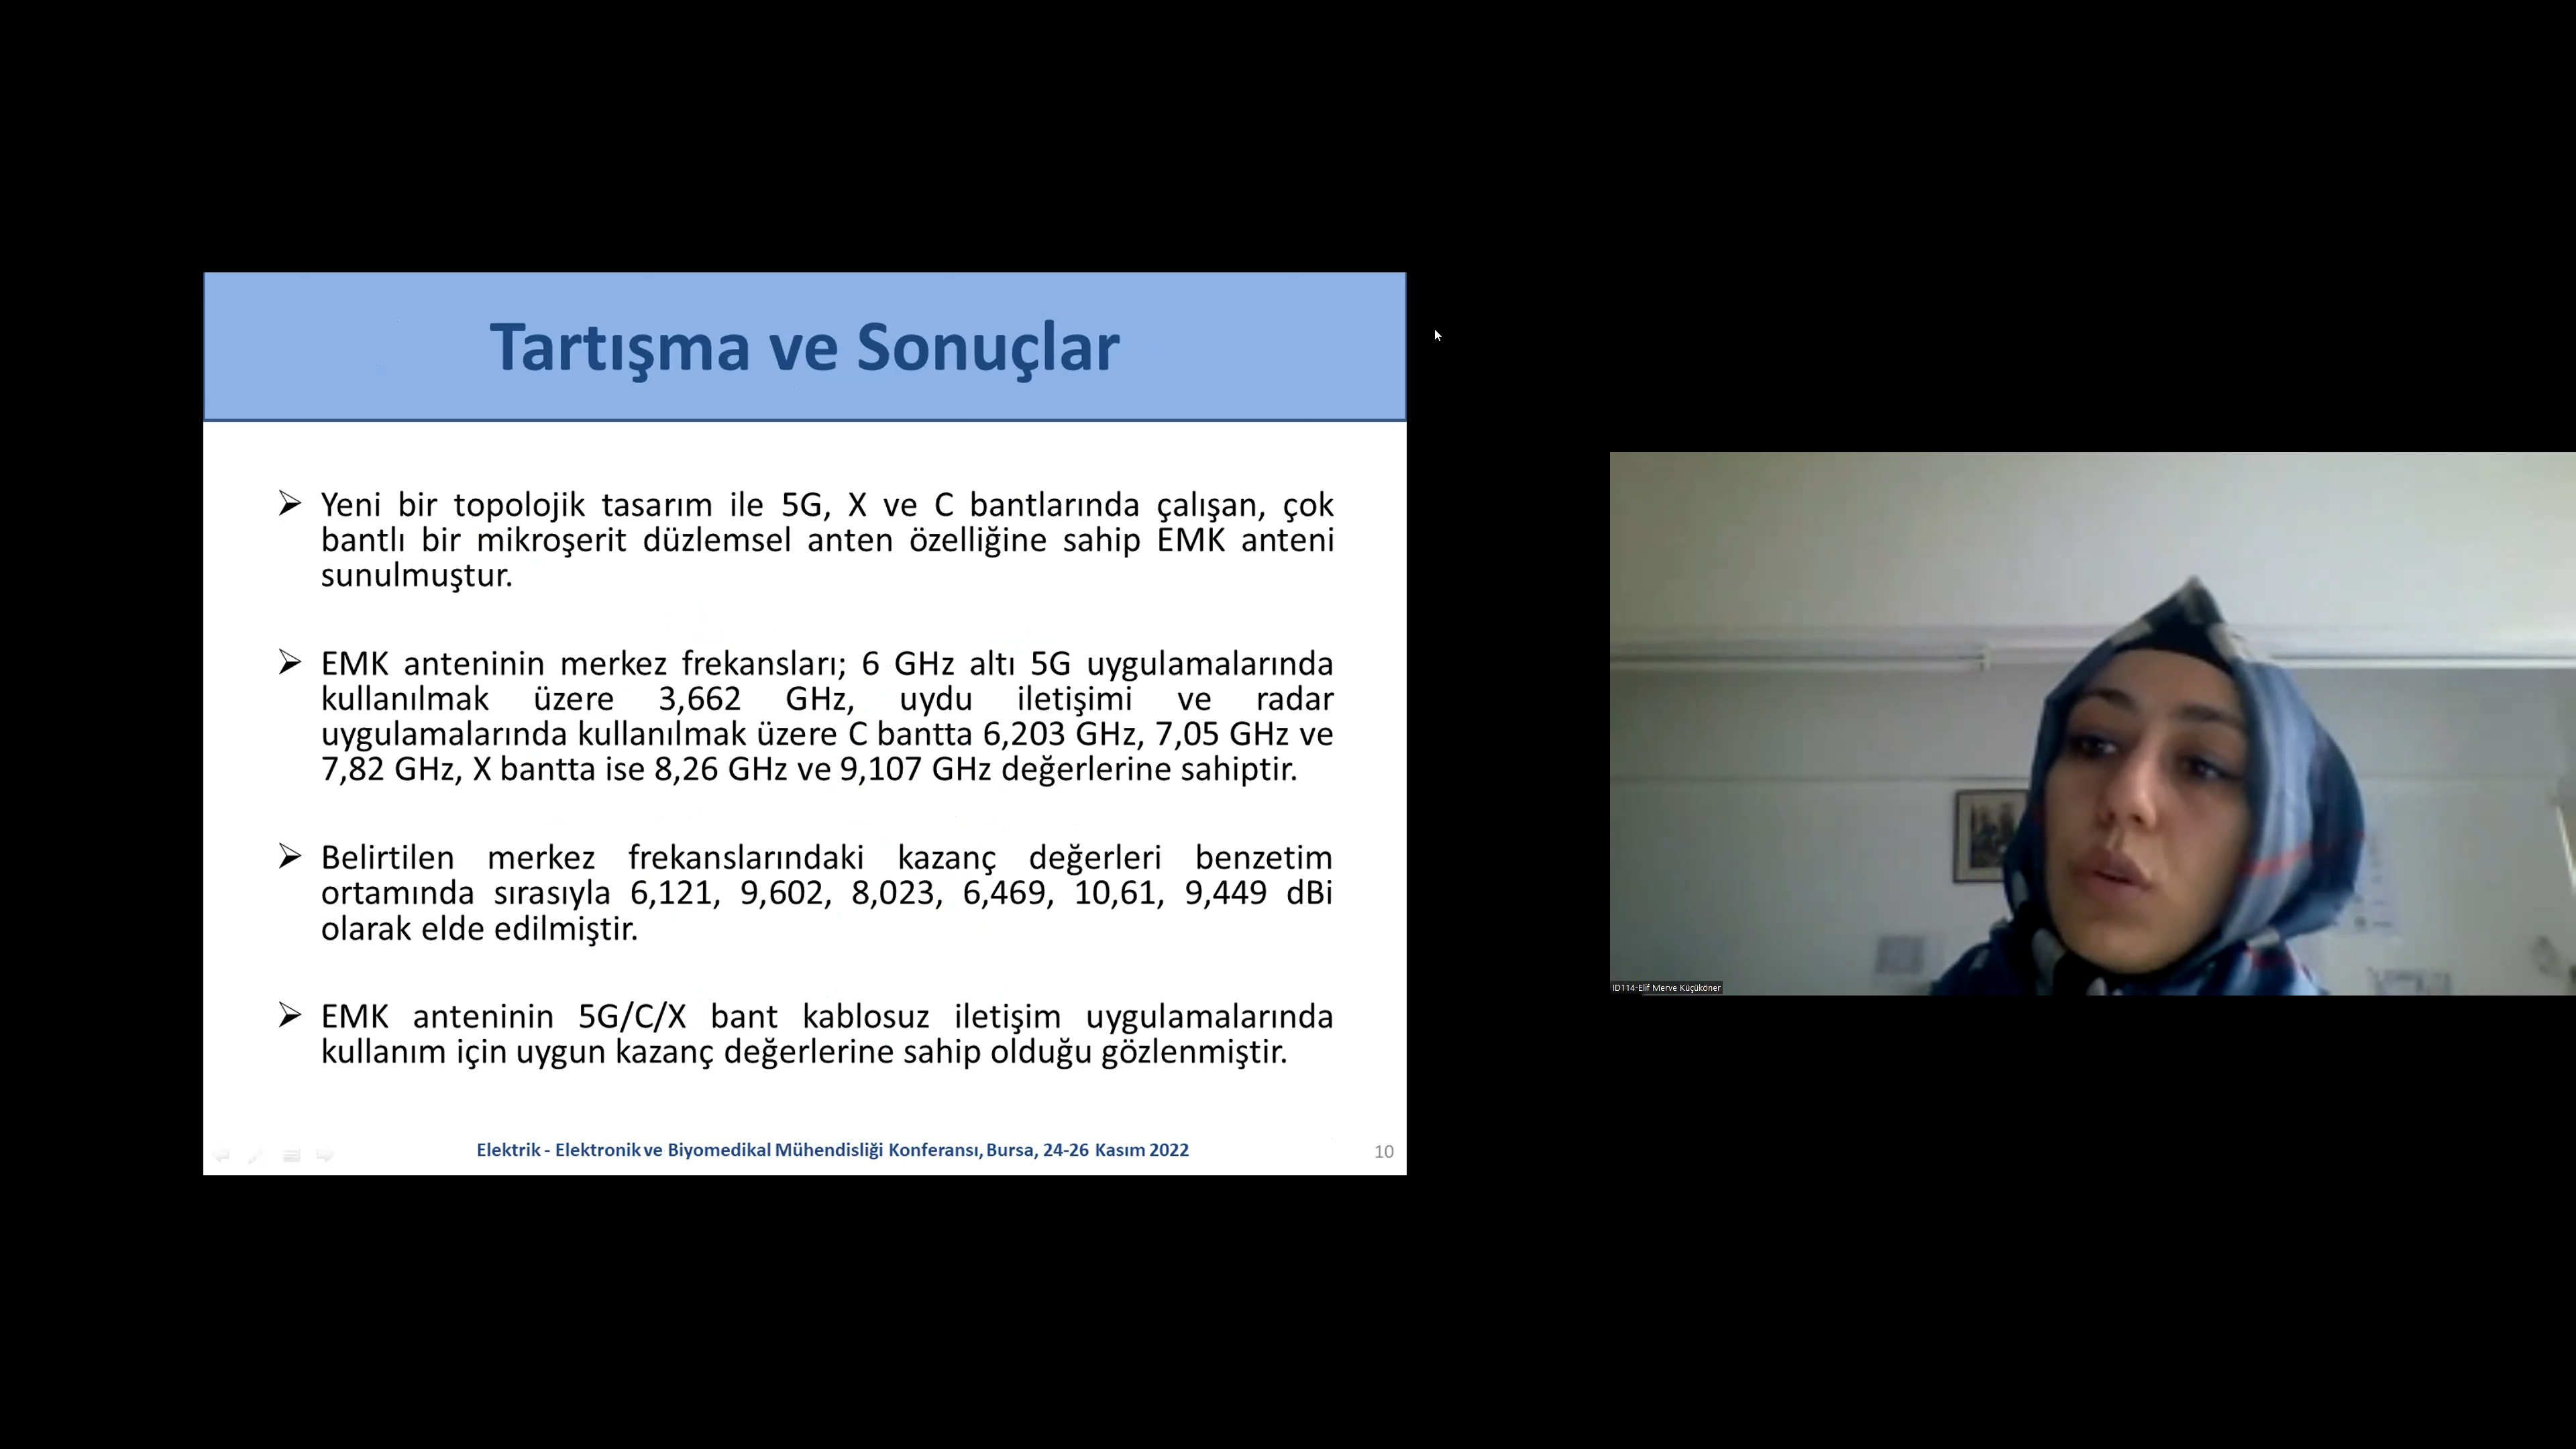 Tartışma ve Sonuçlar
Yeni bir topolojik tasarım ile 5G, X ve C bantlarında çalışan, çok
bantlı bir mikroşerit düzlemsel anten özelliğine sahip EMK anteni
sunulmuştur.
EMK anteninin merkez frekansları; 6 GHz altı 5G uygulamalarında
kullanılmak üzere 3,662 GHz, uydu iletişimi ve radar
uygulamalarında kullanılmak üzere C bantta 6,203 GHz, 7,05 GHz ve
7,82 GHz, X bantta ise 8,26 GHz ve 9,107 GHz değerlerine sahiptir.
Belirtilen merkez frekanslarındaki kazanç değerleri benzetim
ortamında sırasıyla 6,121, 9,602, 8,023, 6,469, 10,61, 9,449 dBi
olarak elde edilmiştir.
EMK anteninin 5G/C/X bant kablosuz iletişim uygulamalarında
kullanım için uygun kazanç değerlerine sahip olduğu gözlenmiştir.
Elektrik - Elektronik ve Biyomedikal Mühendisliği Konferansı, Bursa, 24-26 Kasım 2022
10
ID114-Elif Merve Küçüköner